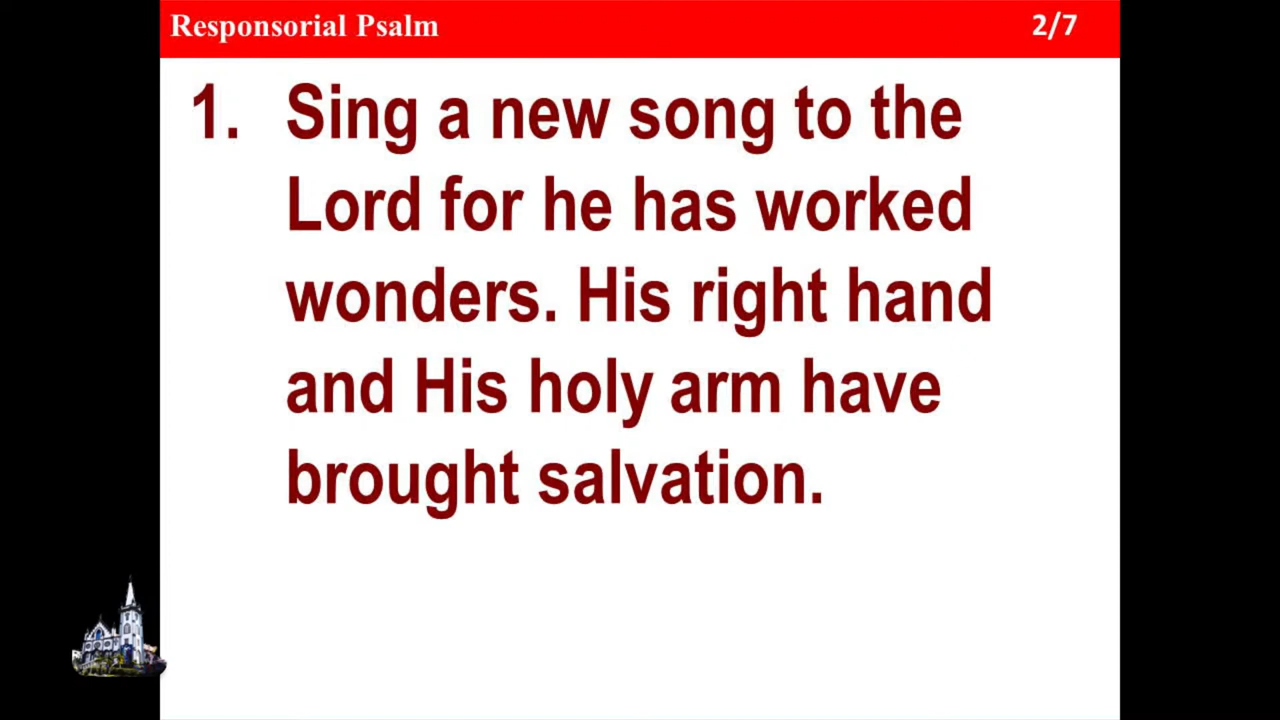 Responsorial Psalm 2/7
1. Sing a new song to the
Lord for he has worked
wonders. His right hand
and His holy arm have
brought salvation.